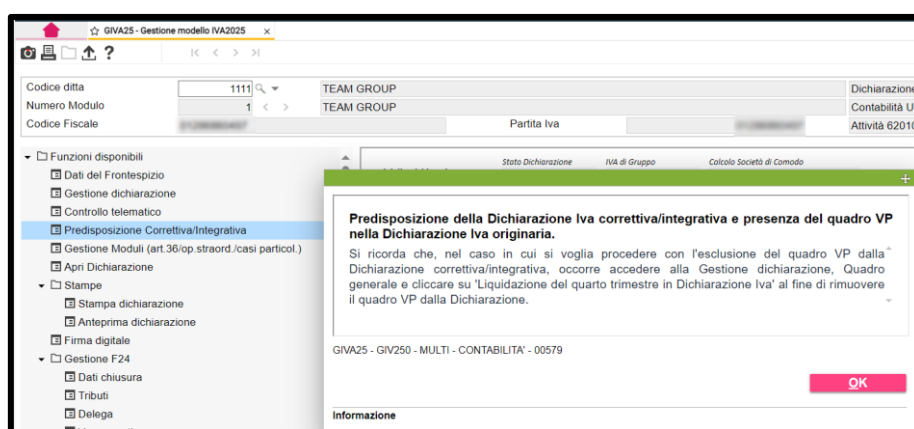 GIVA25 - Gestione modello IVA2025 x
Codice ditta 1111 TEAM GROUP Dichiarazione
Numero Modulo 1 TEAM GROUP Contabilità U
Codice Fiscale Partita Iva Attività 62010
Funzioni disponibili
Dati del Frontespizio
Gestione dichiarazione
Controllo telematico
Predisposizione Correttiva/Integrativa
Gestione Moduli (art.36/op.straord./casi particol.)
Apri Dichiarazione
Stampe
Stampa dichiarazione
Anteprima dichiarazione
Firma digitale
Gestione F24
Dati chiusura
Tributi
Delega
Stato Dichiarazione IVA di Gruppo Calcolo Società di Comodo
Predisposizione della Dichiarazione Iva correttiva/integrativa e presenza del quadro VP
nella Dichiarazione Iva originaria.
Si ricorda che, nel caso in cui si voglia procedere con l'esclusione del quadro VP dalla
Dichiarazione correttiva/integrativa, occorre accedere alla Gestione dichiarazione, Quadro
generale e cliccare su 'Liquidazione del quarto trimestre in Dichiarazione Iva' al fine di rimuovere
il quadro VP dalla Dichiarazione.
GIVA25 - GIV250 - MULTI - CONTABILITA' - 00579
OK
Informazione